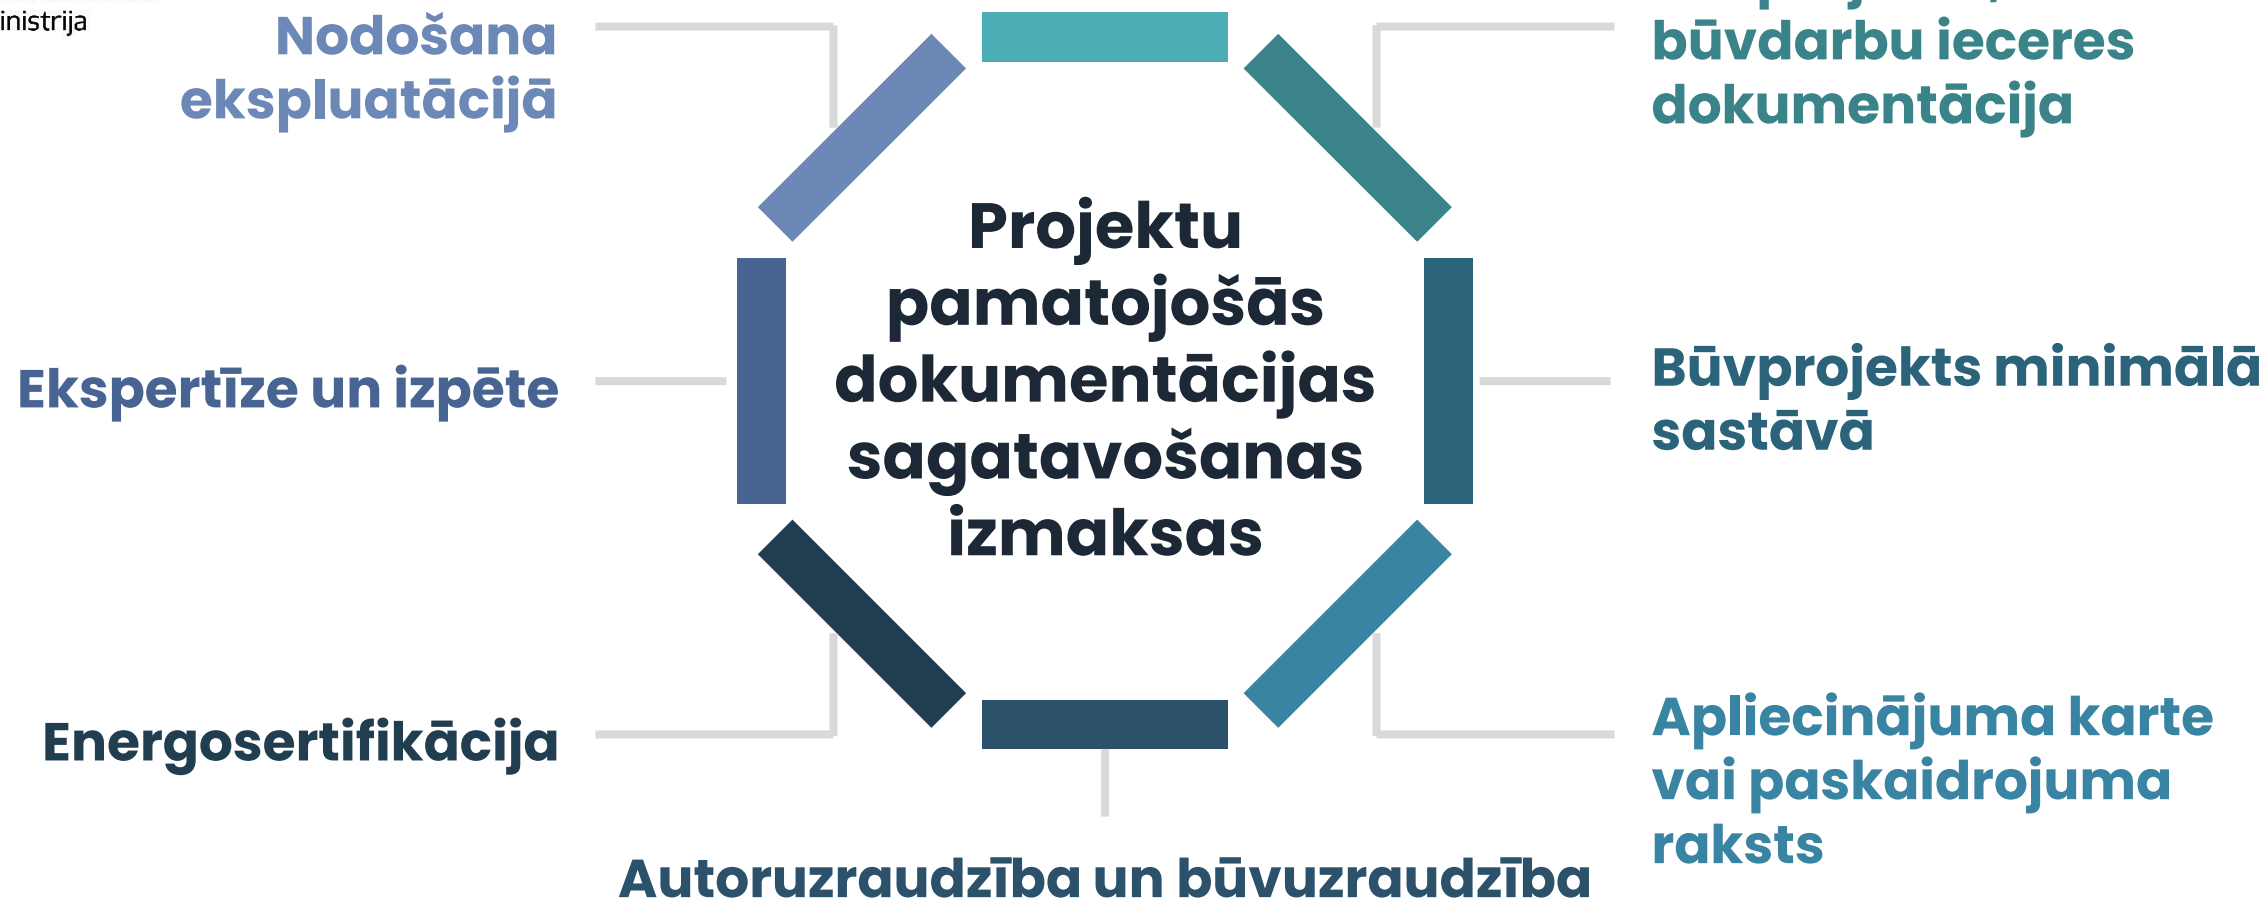 inistrija
Nodošana
ekspluatācijā
būvdarbu ieceres
dokumentācija
Projektu
pamatojošās
dokumentācijas
sagatavošanas
izmaksas
Ekspertīze un izpēte
Būvprojekts minimālā
sastāvā
Energosertifikācija
Apliecinājuma karte
vai paskaidrojuma
raksts
Autoruzraudzība un būvuzraudzība